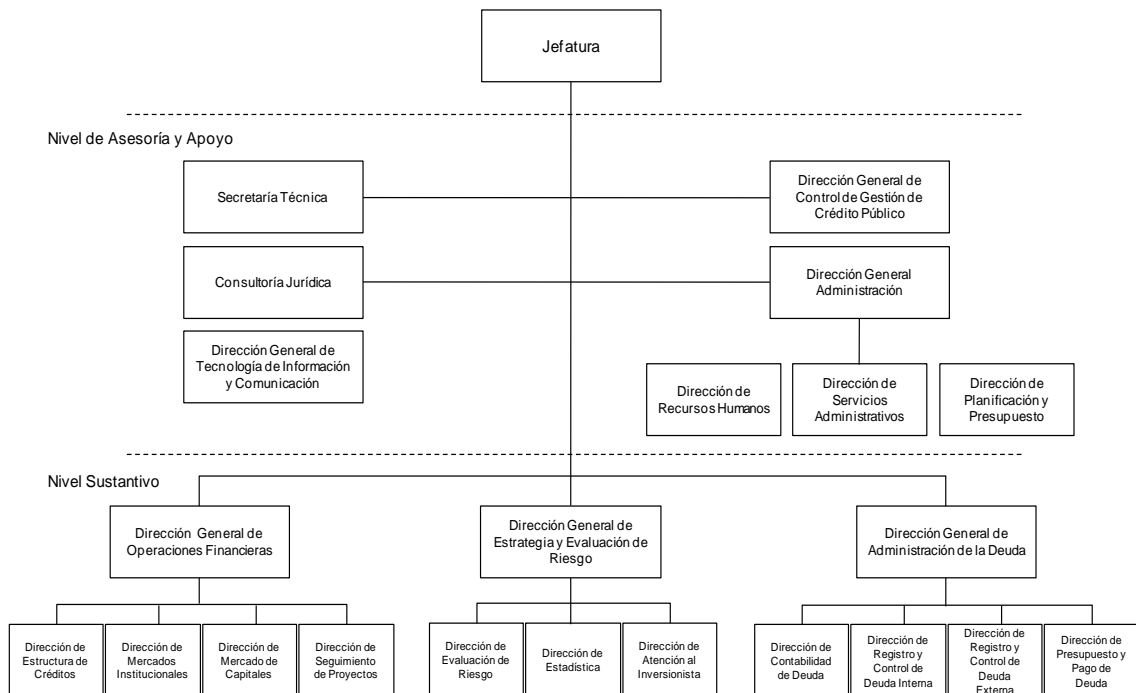 Jefatura
Nivel de Asesoría y Apoyo
Secretaría Técnica
Dirección General de
Control de Gestión de
Crédito Público
Consultoría Jurídica
Dirección General
Administración
Dirección General de
Tecnología de Información
y Comunicación
Dirección de
Recursos Humanos
Dirección de
Servicios
Administrativos
Dirección de
Planificación y
Presupuesto
Nivel Sustantivo
Dirección General de
Operaciones Financieras
Dirección General de
Estrategia y Evaluación de
Riesgo
Dirección General de
Administración de la Deuda
Dirección de
Estructura de
Créditos
Dirección de
Mercados
Institucionales
Dirección de
Mercado de
Capitales
Dirección de
Seguimiento
de Proyectos
Dirección de
Evaluación de
Riesgo
Dirección de
Estadística
Dirección de
Atención al
Inversionista
Dirección de
Contabilidad
de Deuda
Dirección de
Registro y
Control de
Deuda Interna
Dirección de
Registro y
Control de
Deuda
Externa
Dirección de
Presupuesto y
Pago de
Deuda